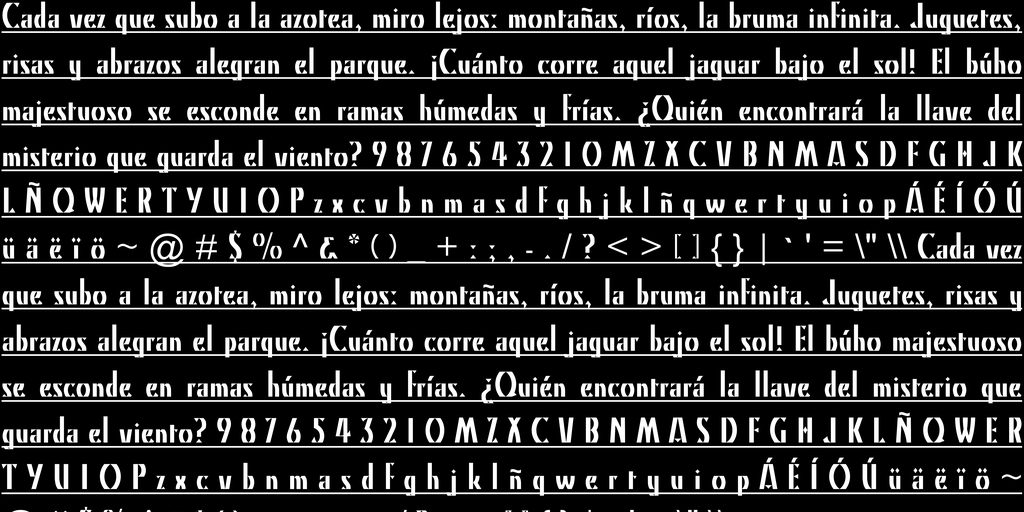 Cada vez que subo a la azotea, miro lejos: montañas, ríos, la bruma infinita. Juguetes,
risas y abrazos alegran el parque. ¡Cuánto corre aquel jaguar bajo el sol! El búho
majestuoso se esconde en ramas húmedas y frías. ¿Quién encontrará la llave del
misterio que guarda el viento? 9 8 7 6 5 4 3 2 1 0 M Z X C V B N M A S D F G H J K
L Ñ Q W E R T Y U I O P z x c v b n m a s d f g h j k l ñ q w e r t y u i o p Á É Í Ó Ú
ü ä ë ï ö ~ @ # $ % ^ & * ( ) _ + : ; , - . / ? < > [ ] { } | ` ' = \" \\ Cada vez
que subo a la azotea, miro lejos: montañas, ríos, la bruma infinita. Juguetes, risas y
abrazos alegran el parque. ¡Cuánto corre aquel jaguar bajo el sol! El búho majestuoso
se esconde en ramas húmedas y frías. ¿Quién encontrará la llave del misterio que
guarda el viento? 9 8 7 6 5 4 3 2 1 0 M Z X C V B N M A S D F G H J K L Ñ Q W E R
T Y U I O P z x c v b n m a s d f g h j k l ñ q w e r t y u i o p Á É Í Ó Ú ü ä ë ï ö ~